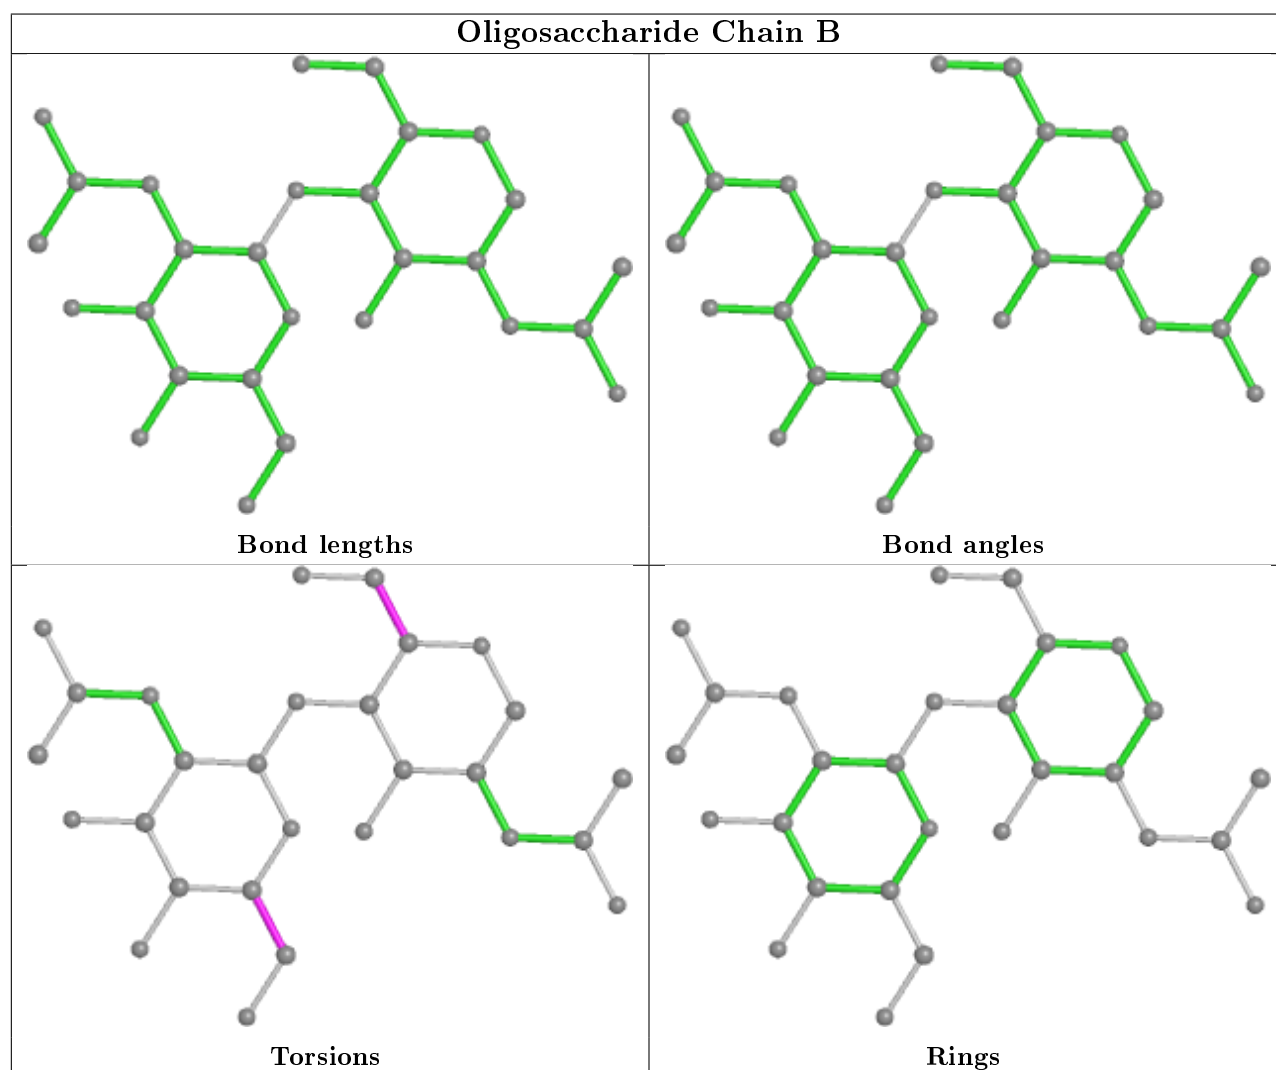 Oligosaccharide Chain B
Bond lengths
Bond angles
Torsions
Rings